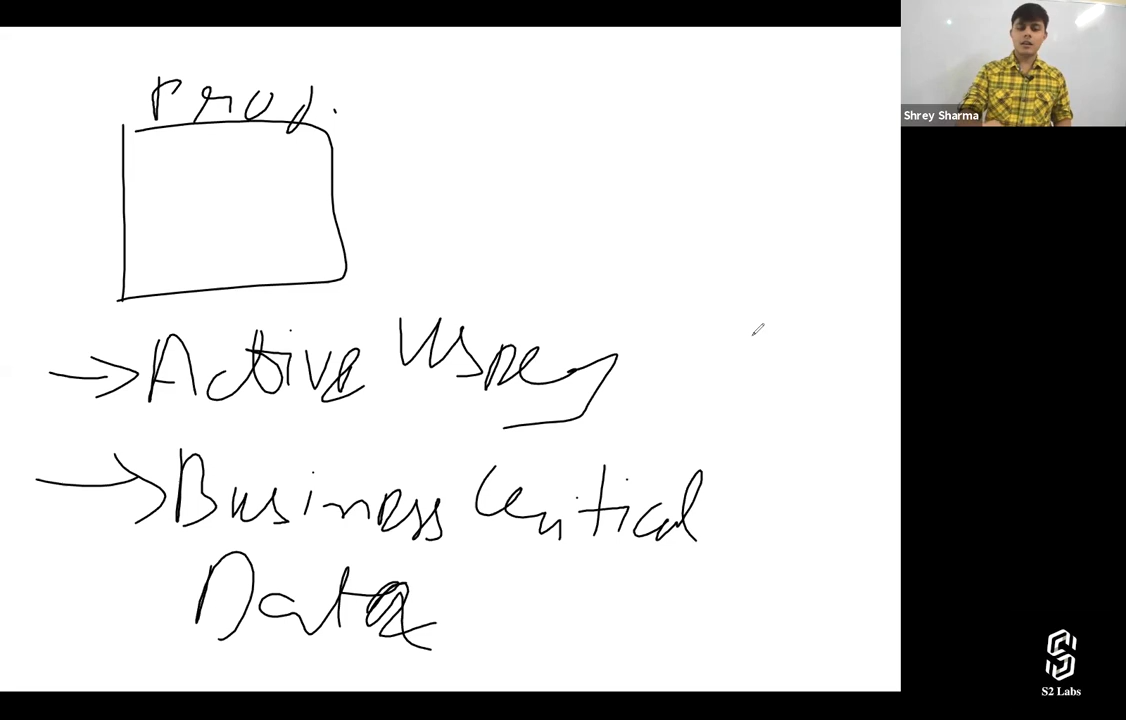 Prod.
Shrey Sharma
→ Active Users
→ Business Critical
Data
S2 Labs